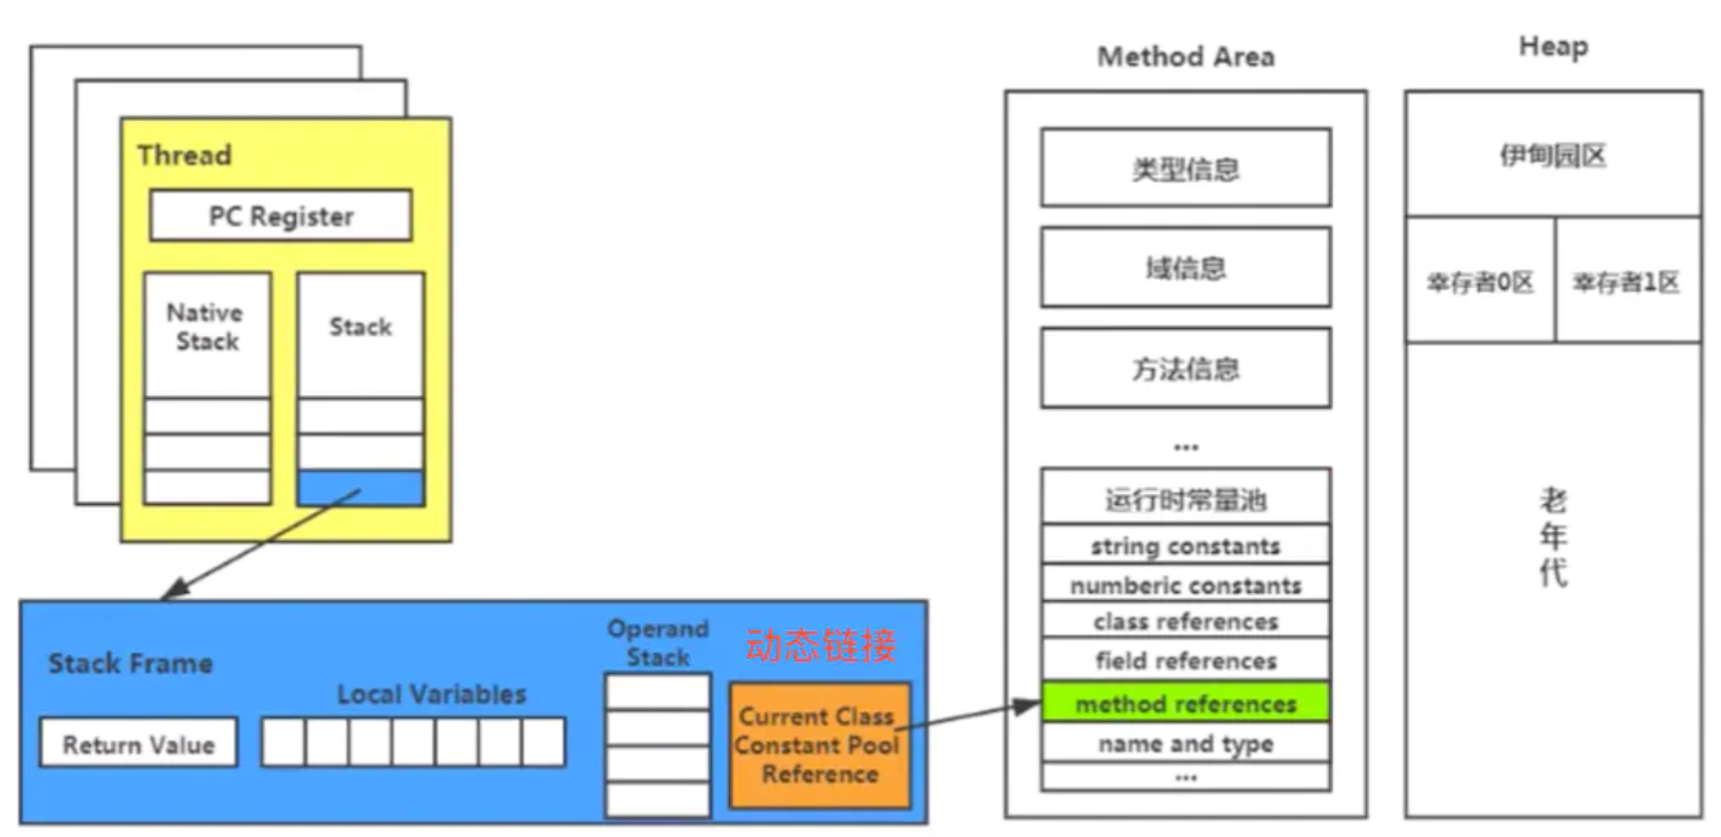 Thread
PC Register
Native
Stack
Stack
Stack Frame
Return Value
Local Variables
Operand
Stack
动态链接
Current Class
Constant Pool
Reference
Method Area
类型信息
域信息
方法信息
...
运行时常量池
string constants
numberic constants
class references
field references
method references
name and type
...
Heap
伊甸园区
幸存者0区
幸存者1区
老
年
代